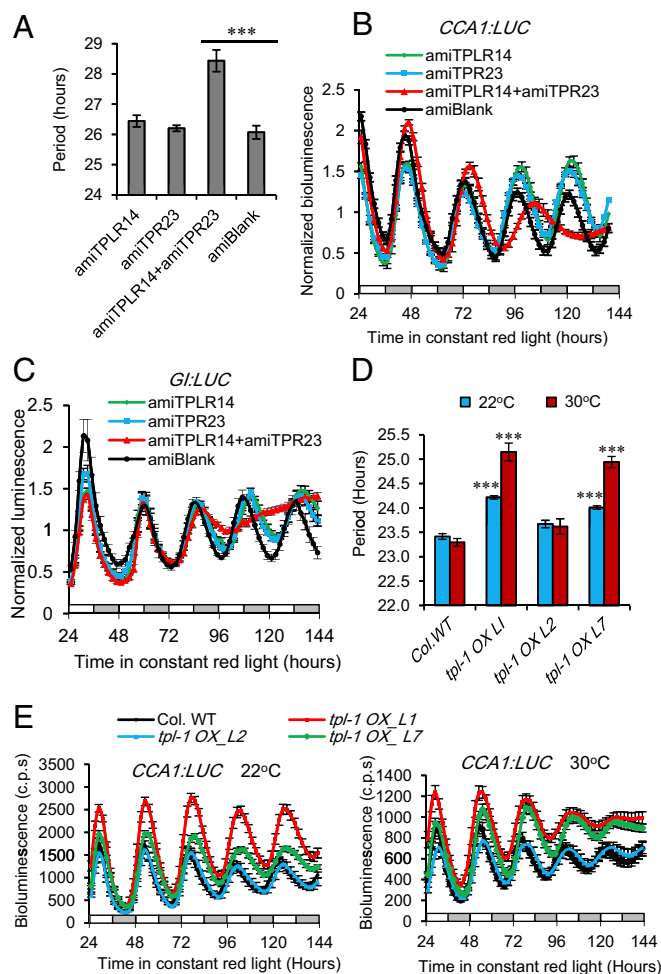 A
***
Period (hours)
29
28
27
26
25
24
amiTPLR14
amiTPR23
amiTPLR14+amiTPR23
amiBlank
B
CCA1:LUC
amiTPLR14
amiTPR23
amiTPLR14+amiTPR23
amiBlank
Normalized bioluminescence
2.5
2
1.5
1
0.5
0
24 48 72 96 120 144
Time in constant red light (hours)
C
GI:LUC
amiTPLR14
amiTPR23
amiTPLR14+amiTPR23
amiBlank
Normalized luminescence
2.5
2
1.5
1
0.5
0
24 48 72 96 120 144
Time in constant red light (hours)
D
22°C 30°C
Period (Hours)
25.5
25.0
24.5
24.0
23.5
23.0
22.5
22.0
*** *** *** ***
Col. WT
tpl-1 OX L1
tpl-1 OX L2
tpl-1 OX L7
E
Col. WT tpl-1 OX_L1
tpl-1 OX_L2 tpl-1 OX_ L7
CCA1:LUC 22°C
Bioluminescence (c.p.s)
3500
3000
2500
2000
1500
1000
500
0
24 48 72 96 120 144
Time in constant red light (Hours)
CCA1:LUC 30°C
Bioluminescence (c.p.s)
1400
1200
1000
800
600
400
200
0
24 48 72 96 120 144
Time in constant red light (Hours)